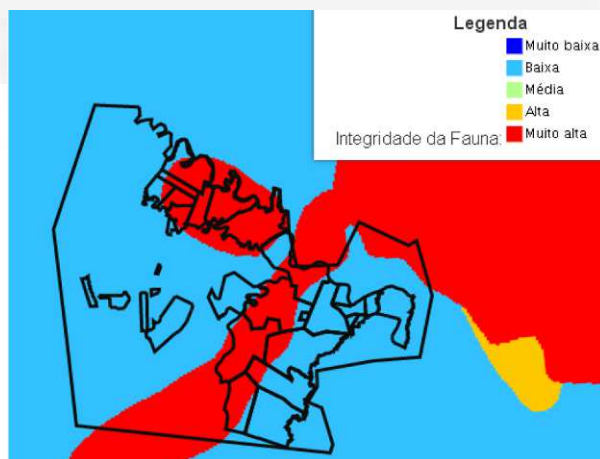 Legenda
Muito baixa
Baixa
Média
Alta
Integridade da Fauna: Muito alta